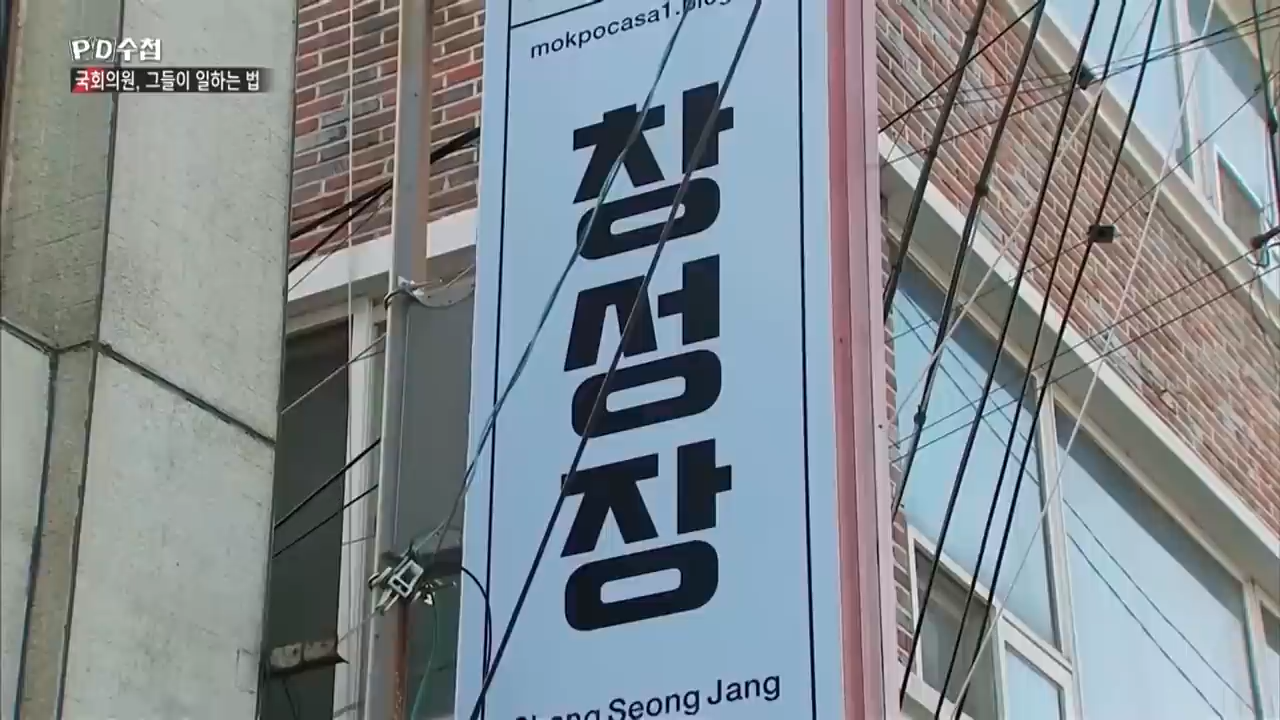 PD수첩
국회의원, 그들이 일하는 법
mokpocasa1.blog
창성장
Chang Seong Jang